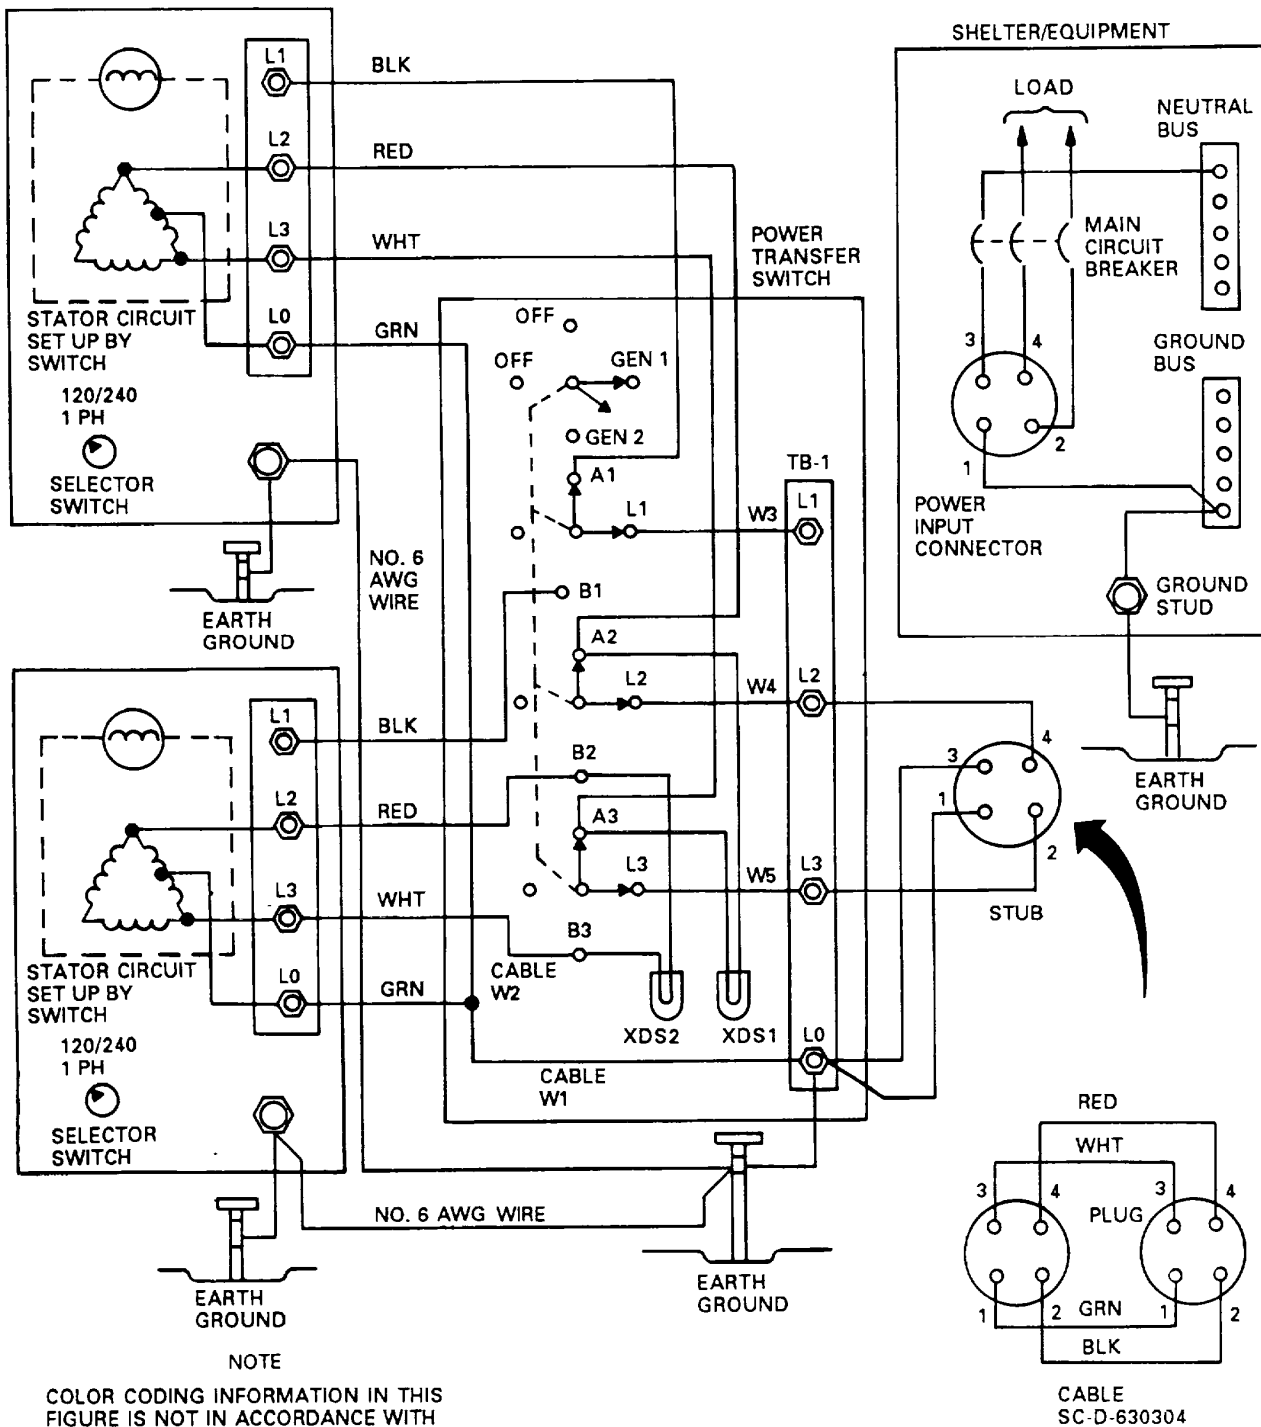 L1
BLK
L2
RED
L3
WHT
L0
GRN
STATOR CIRCUIT
SET UP BY
SWITCH
120/240
1 PH
SELECTOR
SWITCH
EARTH
GROUND
NO. 6
AWG
WIRE
L1
BLK
L2
RED
L3
WHT
L0
GRN
STATOR CIRCUIT
SET UP BY
SWITCH
120/240
1 PH
SELECTOR
SWITCH
NO. 6 AWG WIRE
EARTH
GROUND
POWER
TRANSFER
SWITCH
OFF
OFF
GEN 1
GEN 2
A1
L1
W3
B1
A2
L2
W4
B2
A3
L3
W5
B3
CABLE
W2
XDS2
XDS1
CABLE
W1
TB-1
L1
L2
L3
L0
EARTH
GROUND
SHELTER/EQUIPMENT
LOAD
NEUTRAL
BUS
MAIN
CIRCUIT
BREAKER
GROUND
BUS
3
4
1
2
POWER
INPUT
CONNECTOR
GROUND
STUD
EARTH
GROUND
3
4
1
2
STUB
RED
WHT
3
4
PLUG
3
4
1
2
GRN
1
2
BLK
CABLE
SC-D-630304
NOTE
COLOR CODING INFORMATION IN THIS
FIGURE IS NOT IN ACCORDANCE WITH